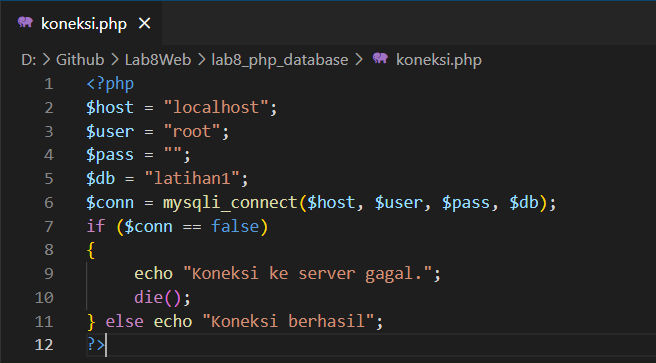 koneksi.php ×
D: > Github > Lab8Web > lab8_php_database > koneksi.php
1 <?php
2 $host = "localhost";
3 $user = "root";
4 $pass = "";
5 $db = "latihan1";
6 $conn = mysqli_connect($host, $user, $pass, $db);
7 if ($conn == false)
8 {
9 echo "Koneksi ke server gagal.";
10 die();
11 } else echo "Koneksi berhasil";
12 ?>